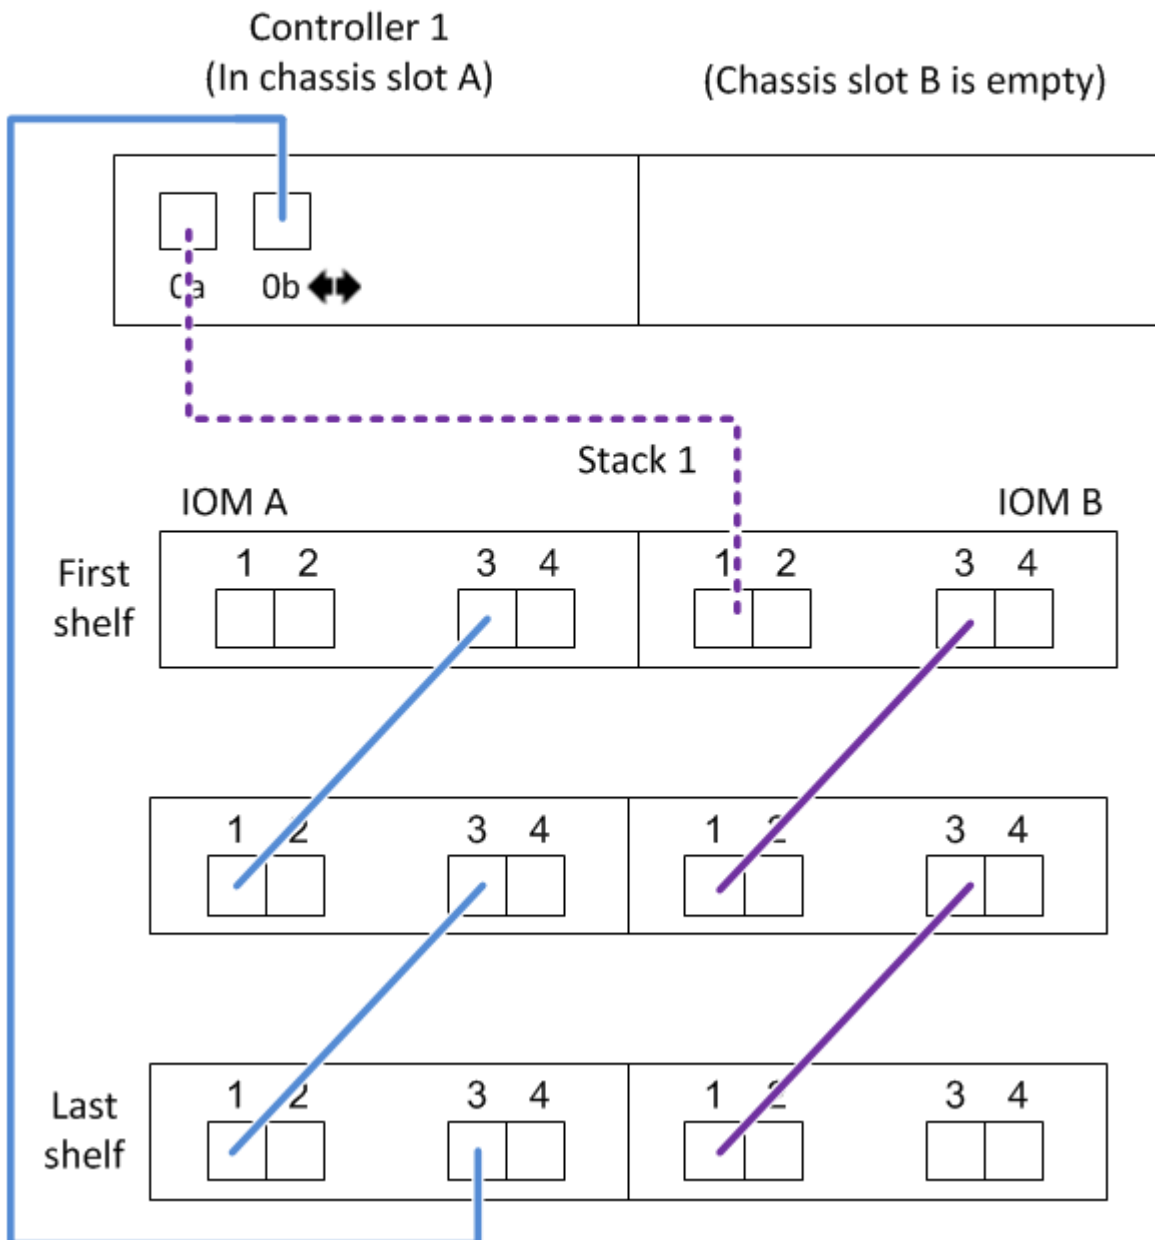 Controller 1
(In chassis slot A)
(Chassis slot B is empty)
0a 0b
Stack 1
IOM A IOM B
First
shelf
1 2 3 4 1 2 3 4
1 2 3 4 1 2 3 4
Last
shelf
1 2 3 4 1 2 3 4